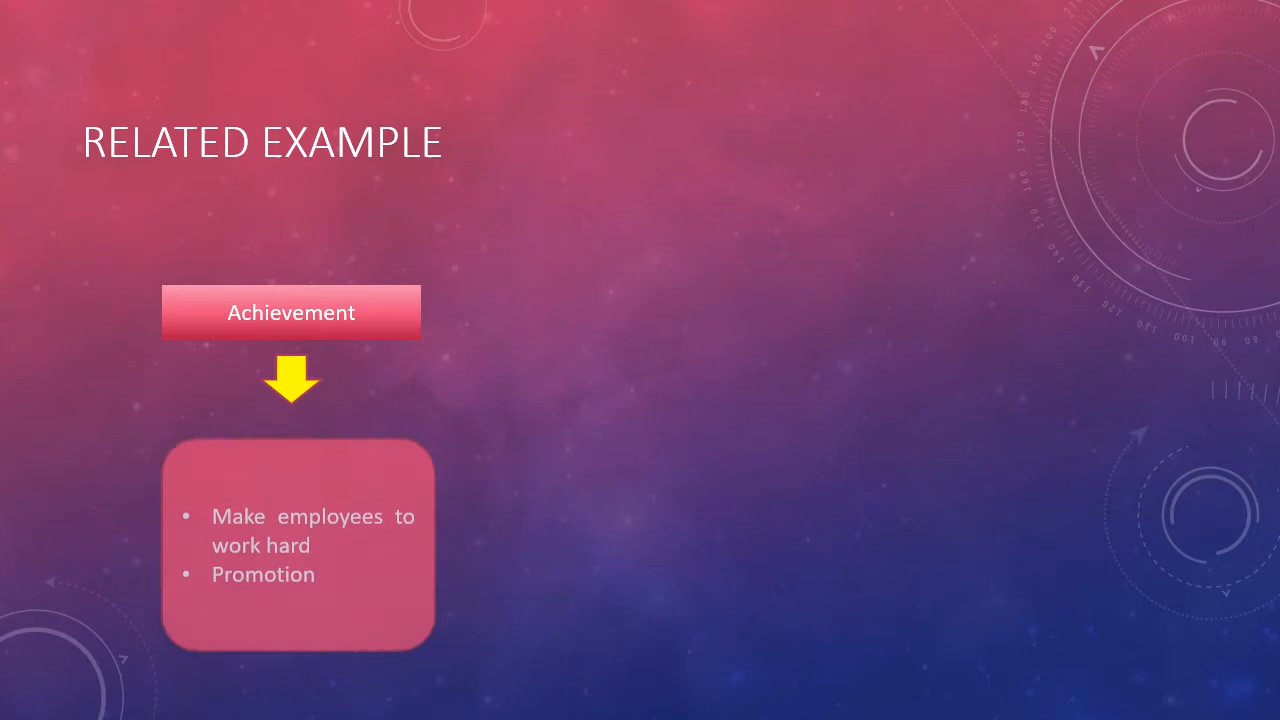 RELATED EXAMPLE
Achievement
• Make employees to
work hard
• Promotion